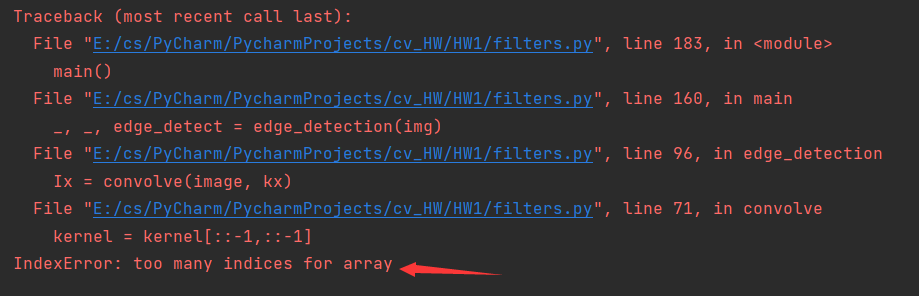 Traceback (most recent call last):
File "E:/cs/PyCharm/PycharmProjects/cv_HW/HW1/filters.py", line 183, in <module>
main()
File "E:/cs/PyCharm/PycharmProjects/cv_HW/HW1/filters.py", line 160, in main
_, _, edge_detect = edge_detection(img)
File "E:/cs/PyCharm/PycharmProjects/cv_HW/HW1/filters.py", line 96, in edge_detection
Ix = convolve(image, kx)
File "E:/cs/PyCharm/PycharmProjects/cv_HW/HW1/filters.py", line 71, in convolve
kernel = kernel[::-1,::-1]
IndexError: too many indices for array